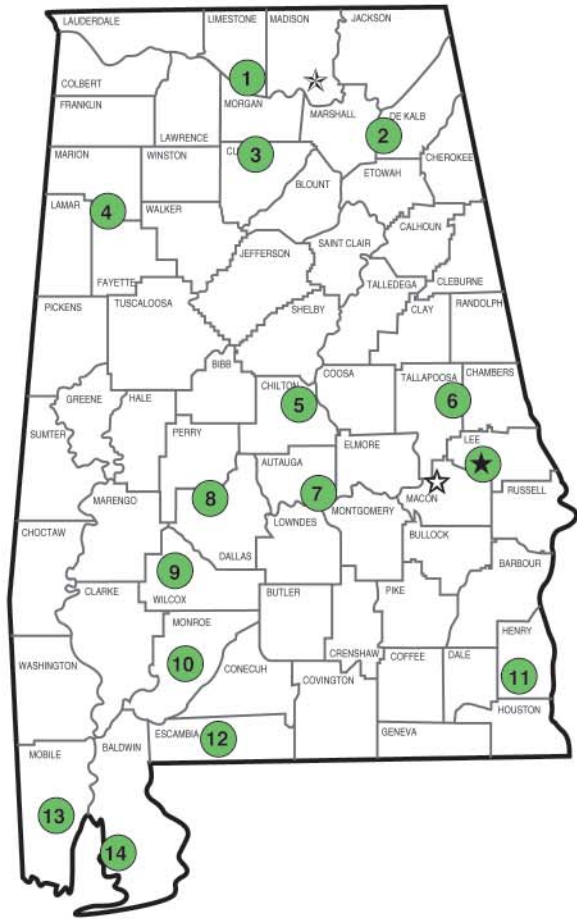 LAUDERDALE
LIMESTONE
MADISON
JACKSON
COLBERT
1
FRANKLIN
MORGAN
MARSHALL
2
DE KALB
LAWRENCE
3
CU
MARION
WINSTON
CHEROKEE
ETOWAH
BLOUNT
LAMAR
4
WALKER
CALHOUN
SAINT CLAIR
JEFFERSON
FAYETTE
TALLEDEGA
CLEBURNE
PICKENS
TUSCALOOSA
SHELBY
CLAY
RANDOLPH
BIBB
COOSA
CHILTON
TALLAPOOSA
CHAMBERS
GREENE
HALE
5
6
SUMTER
PERRY
ELMORE
LEE
AUTAUGA
MARENGO
8
7
MACON
RUSSELL
MONTGOMERY
LOWNDES
CHOCTAW
BULLOCK
DALLAS
BARBOUR
9
CLARKE
WILCOX
BUTLER
PIKE
MONROE
HENRY
CRENSHAW
COFFEE
DALE
WASHINGTON
10
CONECUH
COVINGTON
11
HOUSTON
ESCAMBIA
12
GENEVA
MOBILE
BALDWIN
13
14